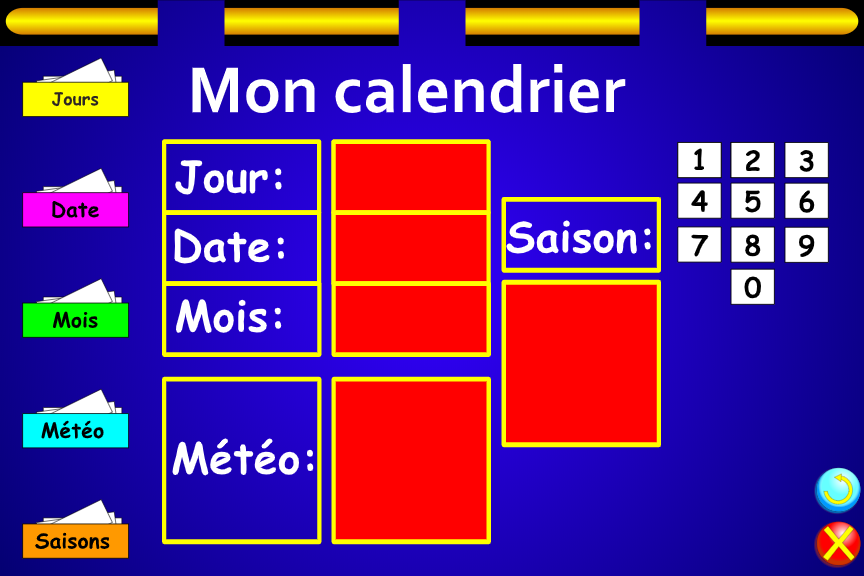 Mon calendrier
Jours
Date
Mois
Météo
Saisons
Jour:
Date:
Mois:
Météo:
Saison:
1 2 3
4 5 6
7 8 9
0